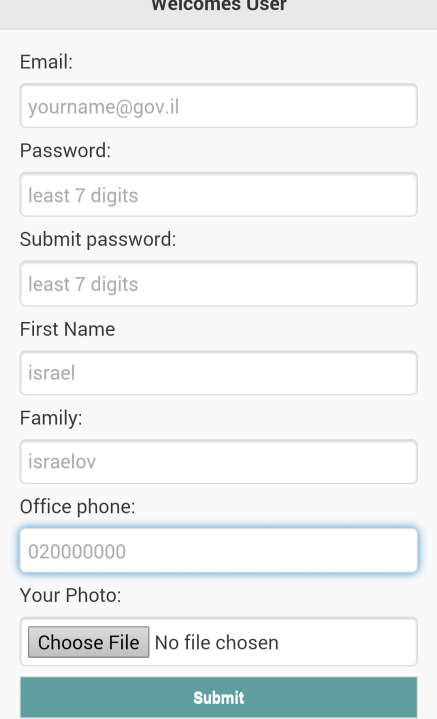 Welcomes User
Email:
yourname@gov.il
Password:
least 7 digits
Submit password:
least 7 digits
First Name
israel
Family:
israelov
Office phone:
020000000
Your Photo:
Choose File No file chosen
Submit